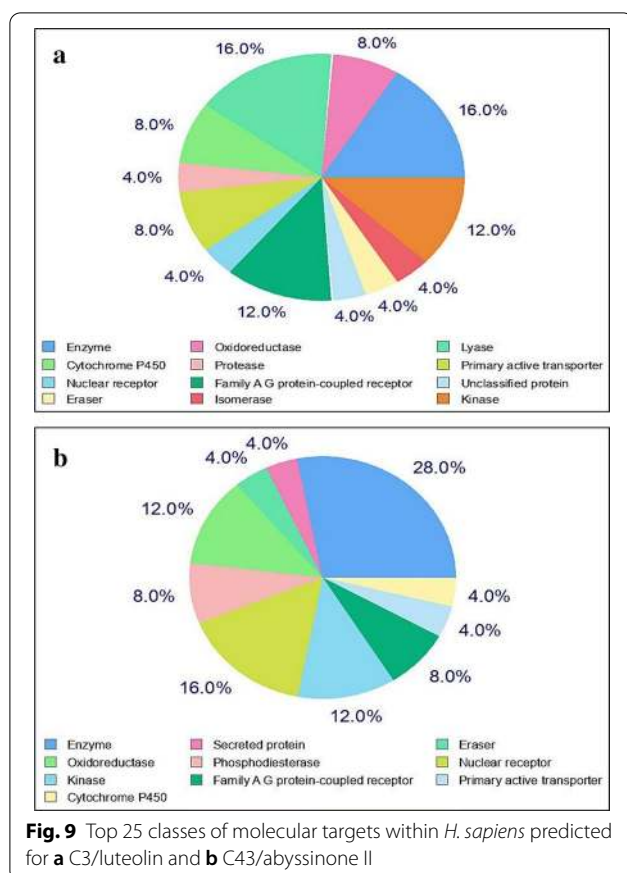 a
16.0%
8.0%
8.0%
16.0%
4.0%
8.0%
12.0%
4.0%
4.0%
12.0%
4.0%
4.0%
Enzyme Oxidoreductase Lyase
Cytochrome P450 Protease Primary active transporter
Nuclear receptor Family A G protein-coupled receptor Unclassified protein
Eraser Isomerase Kinase
b
4.0%
4.0%
28.0%
12.0%
8.0%
4.0%
4.0%
16.0%
8.0%
12.0%
Enzyme Secreted protein Eraser
Oxidoreductase Phosphodiesterase Nuclear receptor
Kinase Family A G protein-coupled receptor Primary active transporter
Cytochrome P450
Fig. 9 Top 25 classes of molecular targets within H. sapiens predicted
for a C3/luteolin and b C43/abyssinone II